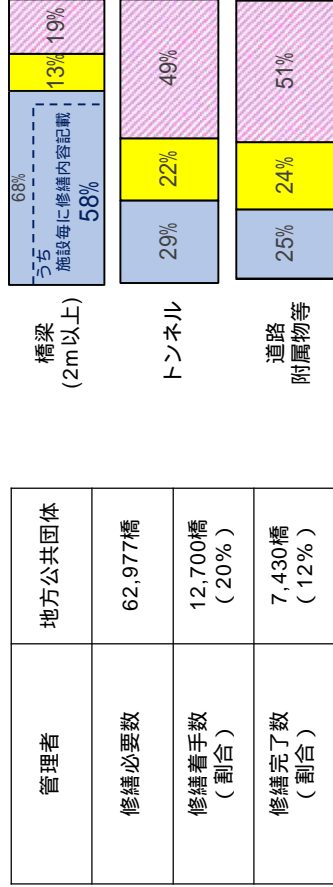 管理者
地方公共団体
修繕必要数
62,977橋
修繕着手数
（割合）
12,700橋
（20%）
修繕完了数
（割合）
7,430橋
（12%）
橋梁
(2m以上)
68%
うち
施設毎に修繕内容記載
58%
13%
19%
トンネル
29%
22%
49%
道路
附属物等
25%
24%
51%